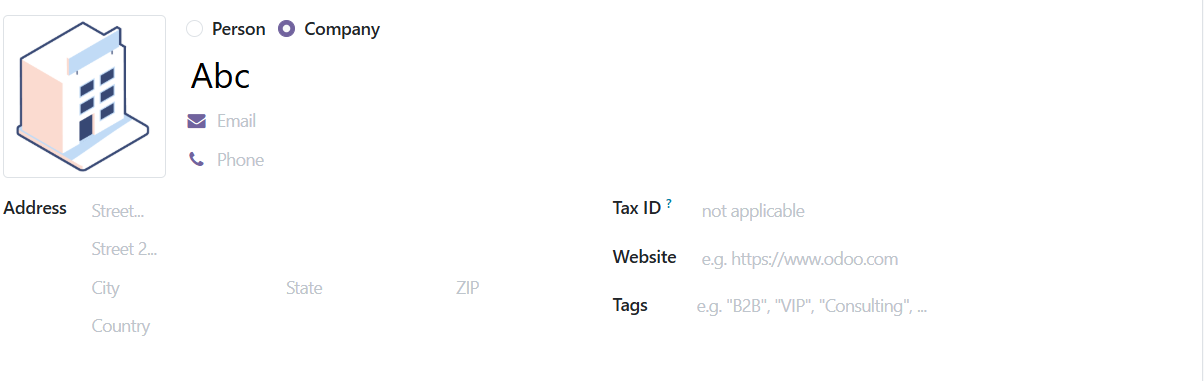 Person Company
Abc
Email
Phone
Address Street... Tax ID ? not applicable
Street 2... Website e.g. https://www.odoo.com
City State ZIP Tags e.g. "B2B", "VIP", "Consulting", ...
Country